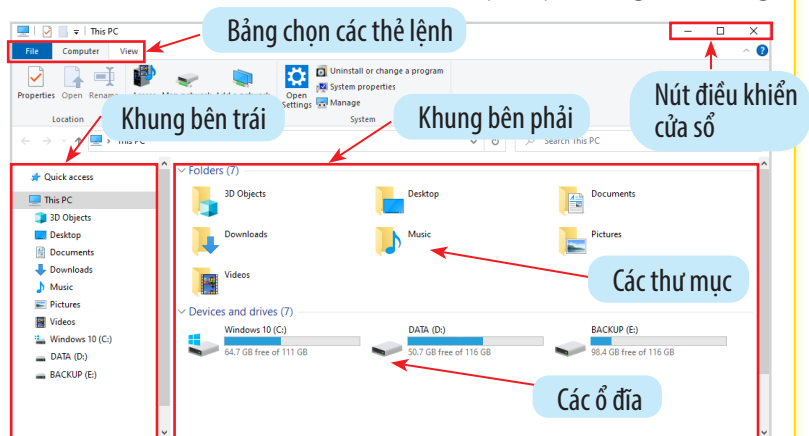 This PC
Bảng chọn các thẻ lệnh
File Computer View
Nút điều khiển
cửa sổ
Properties Open
Open
Settings
Uninstall or change a program
System properties
Manage
Location
System
Khung bên trái
Khung bên phải
This PC
Search This PC
Quick access
This PC
3D Objects
Desktop
Documents
Downloads
Music
Pictures
Videos
Windows 10 (C:)
DATA (D:)
BACKUP (E:)
Folders (7)
3D Objects
Desktop
Documents
Downloads
Music
Pictures
Videos
Các thư mục
Devices and drives (7)
Windows 10 (C:)
64.7 GB free of 111 GB
DATA (D:)
50.7 GB free of 116 GB
BACKUP (E:)
98.4 GB free of 116 GB
Các ổ đĩa